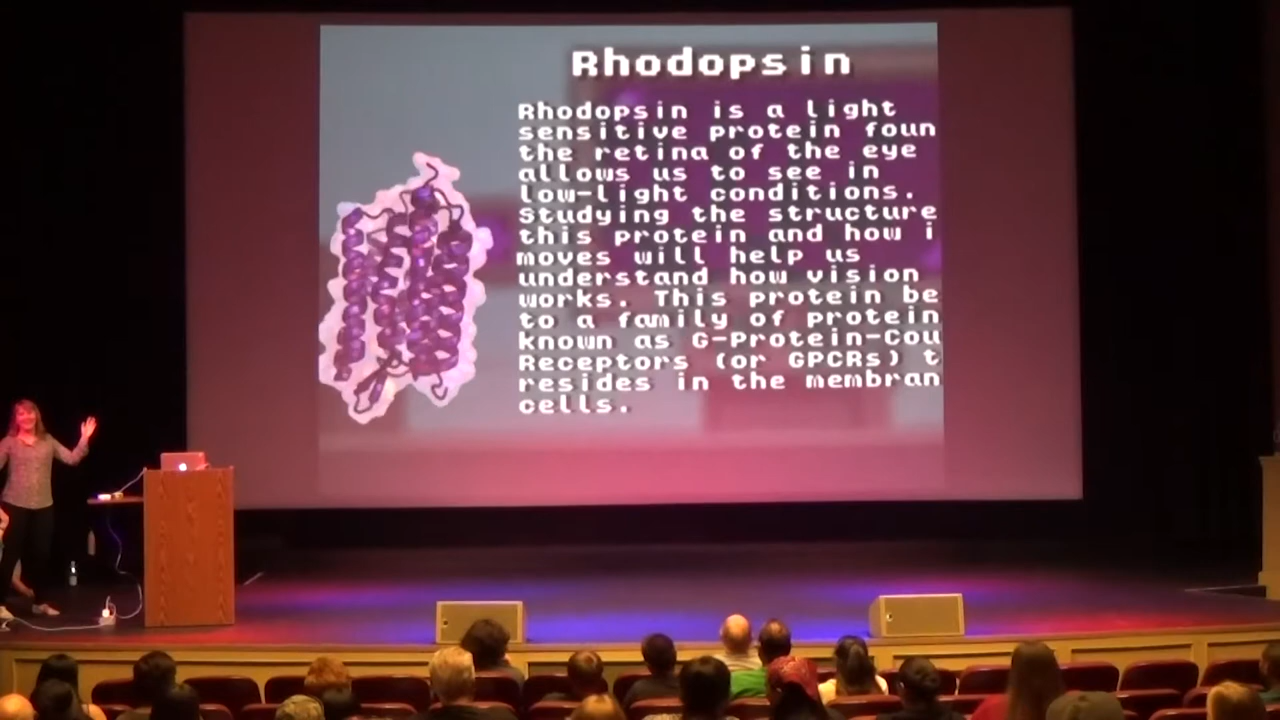 Rhodopsin
Rhodopsin is a light
sensitive protein foun
the retina of the eye
allows us to see in
low-light conditions.
Studying the structure
this protein and how i
moves will help us
understand how vision
works. This protein be
to a family of protein
known as G-Protein-Cou
Receptors (or GPCRs) t
resides in the membran
cells.